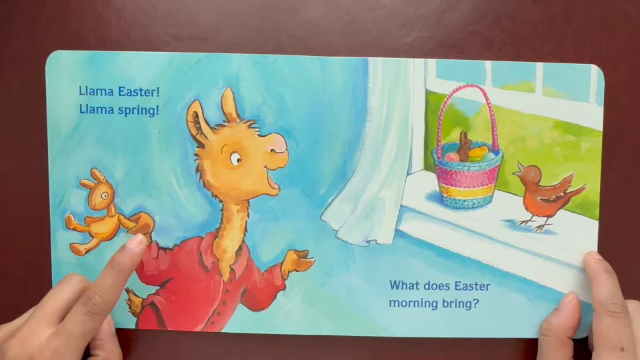 Llama Easter!
Llama spring!
What does Easter
morning bring?